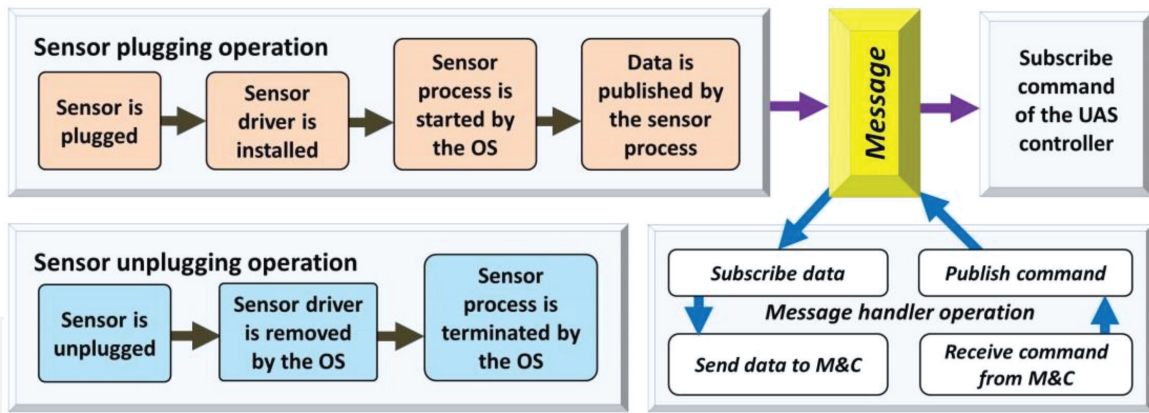 Sensor plugging operation
Sensor is
plugged
Sensor
driver is
installed
Sensor
process is
started by
the OS
Data is
published by
the sensor
process
Message
Subscribe
command
of the UAS
controller
Sensor unplugging operation
Sensor is
unplugged
Sensor driver
is removed
by the OS
Sensor
process is
terminated by
the OS
Subscribe data
Publish command
Message handler operation
Send data to M&C
Receive command
from M&C